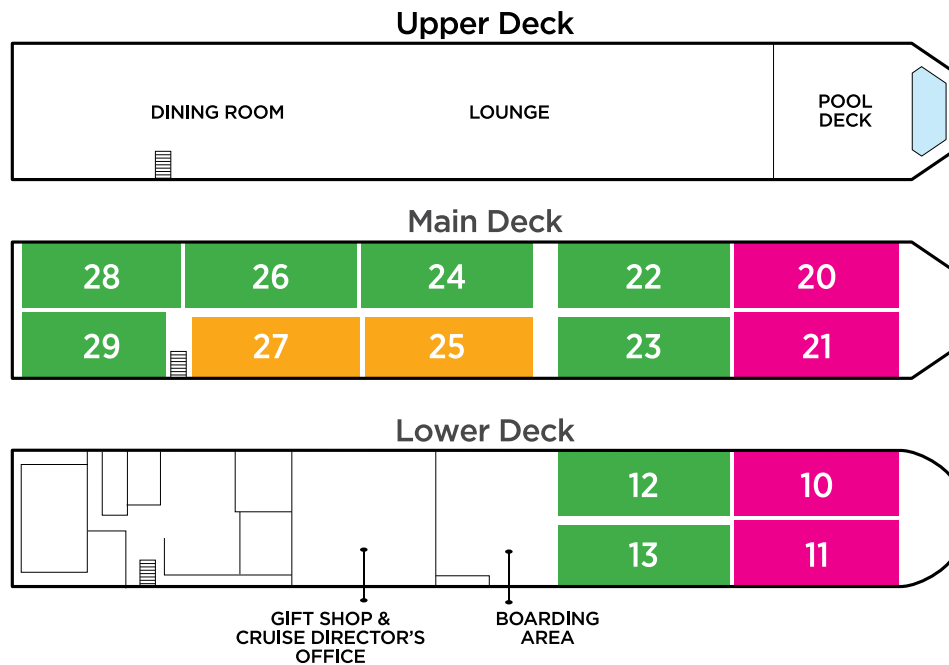 Upper Deck
DINING ROOM
LOUNGE
POOL
DECK
Main Deck
28
26
24
22
20
29
27
25
23
21
Lower Deck
12
10
13
11
GIFT SHOP &
CRUISE DIRECTOR'S
OFFICE
BOARDING
AREA